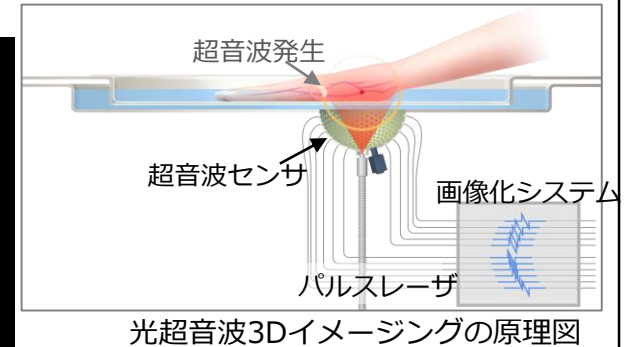 超音波発生
超音波センサ
画像化システム
パルスレーザ
光超音波3Dイメージングの原理図